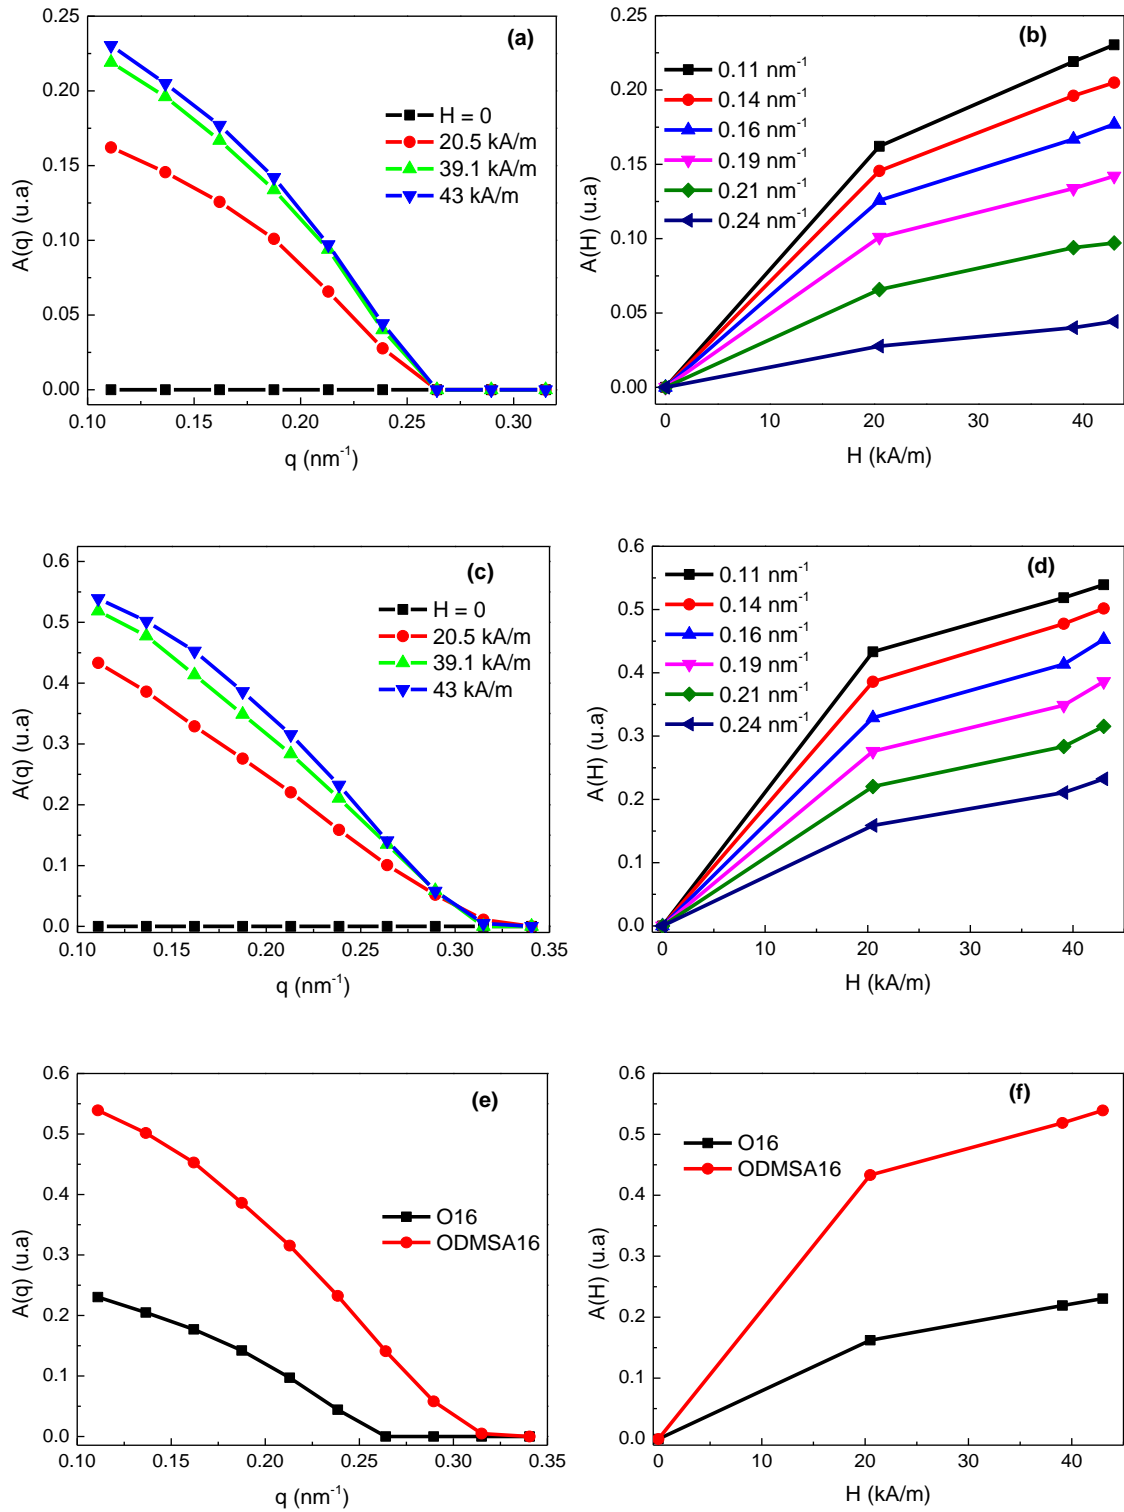 (a)
A(q) (u.a)
0.25
0.20
0.15
0.10
0.05
0.00
H = 0
20.5 kA/m
39.1 kA/m
43 kA/m
0.10 0.15 0.20 0.25 0.30
q (nm⁻¹)
(b)
A(H) (u.a)
0.25
0.20
0.15
0.10
0.05
0.00
0.11 nm⁻¹
0.14 nm⁻¹
0.16 nm⁻¹
0.19 nm⁻¹
0.21 nm⁻¹
0.24 nm⁻¹
0 10 20 30 40
H (kA/m)
(c)
A(q) (u.a)
0.6
0.5
0.4
0.3
0.2
0.1
0.0
H = 0
20.5 kA/m
39.1 kA/m
43 kA/m
0.10 0.15 0.20 0.25 0.30 0.35
q (nm⁻¹)
(d)
A(H) (u.a)
0.6
0.5
0.4
0.3
0.2
0.1
0.0
0.11 nm⁻¹
0.14 nm⁻¹
0.16 nm⁻¹
0.19 nm⁻¹
0.21 nm⁻¹
0.24 nm⁻¹
0 10 20 30 40
H (kA/m)
(e)
A(q) (u.a)
0.6
0.5
0.4
0.3
0.2
0.1
0.0
O16
ODMSA16
0.10 0.15 0.20 0.25 0.30 0.35
q (nm⁻¹)
(f)
A(H) (u.a)
0.6
0.5
0.4
0.3
0.2
0.1
0.0
O16
ODMSA16
0 10 20 30 40
H (kA/m)